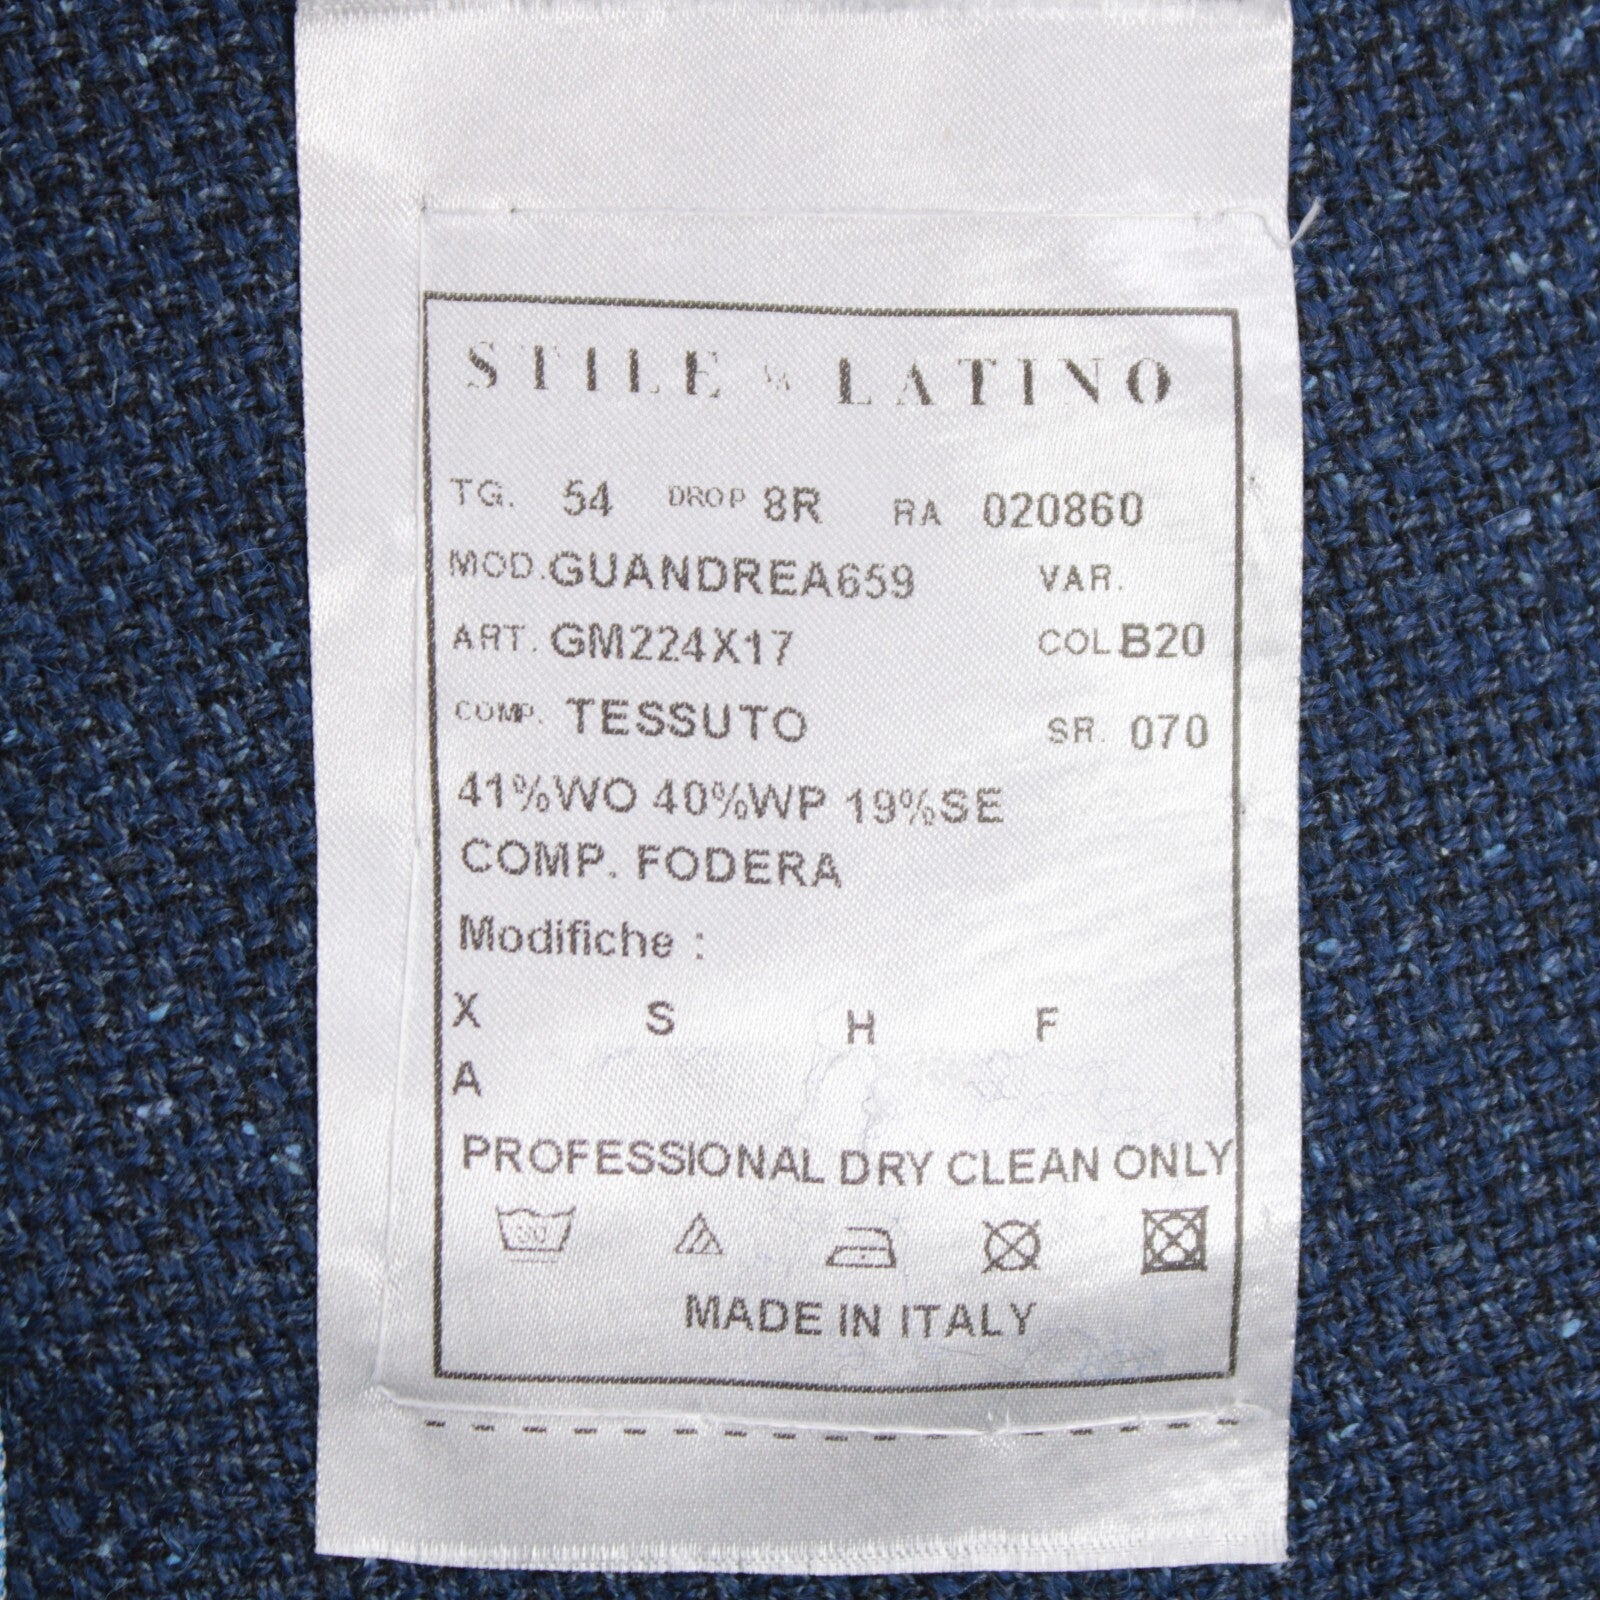 STILE LATINO
TG. 54 DROP 8R RA 020860
MOD. GUANDREA659 VAR.
ART. GM224X17 COL. B20
COMP. TESSUTO SR. 070
41%WO 40%WP 19%SE
COMP. FODERA
Modifiche :
X S H F
A
PROFESSIONAL DRY CLEAN ONLY
30
MADE IN ITALY